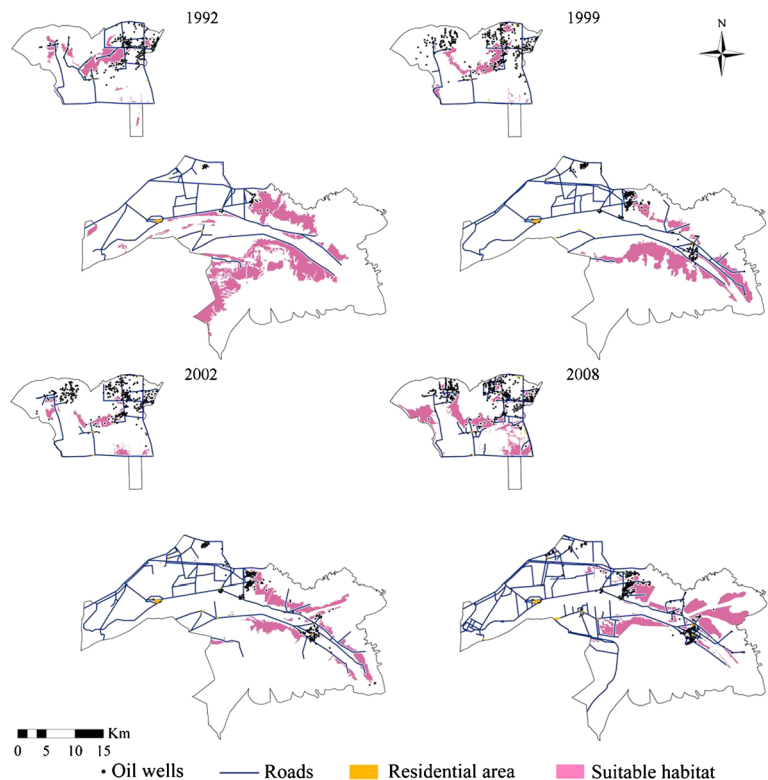 1992
1999
N
2002
2008
Km
0 5 10 15
Oil wells
Roads
Residential area
Suitable habitat